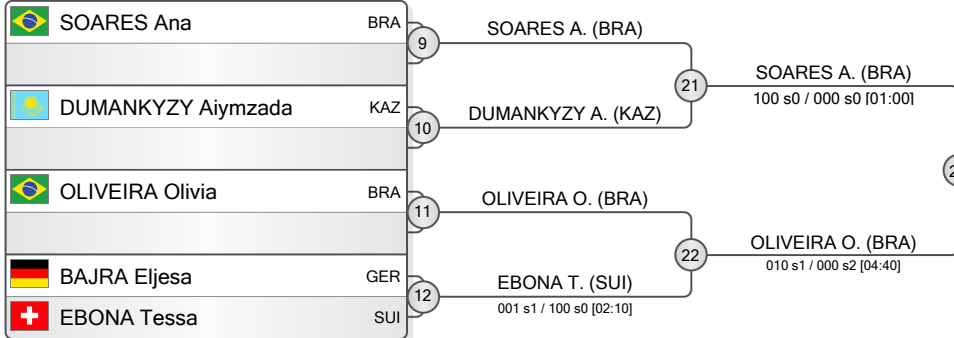 SOARES Ana BRA
9
SOARES A. (BRA)
21
SOARES A. (BRA)
100 s0 / 000 s0 [01:00]
DUMANKYZY Aiymzada KAZ
10
DUMANKYZY A. (KAZ)
OLIVEIRA Olivia BRA
11
OLIVEIRA O. (BRA)
22
OLIVEIRA O. (BRA)
010 s1 / 000 s2 [04:40]
BAJRA Eljesa GER
12
EBONA T. (SUI)
001 s1 / 100 s0 [02:10]
EBONA Tessa SUI